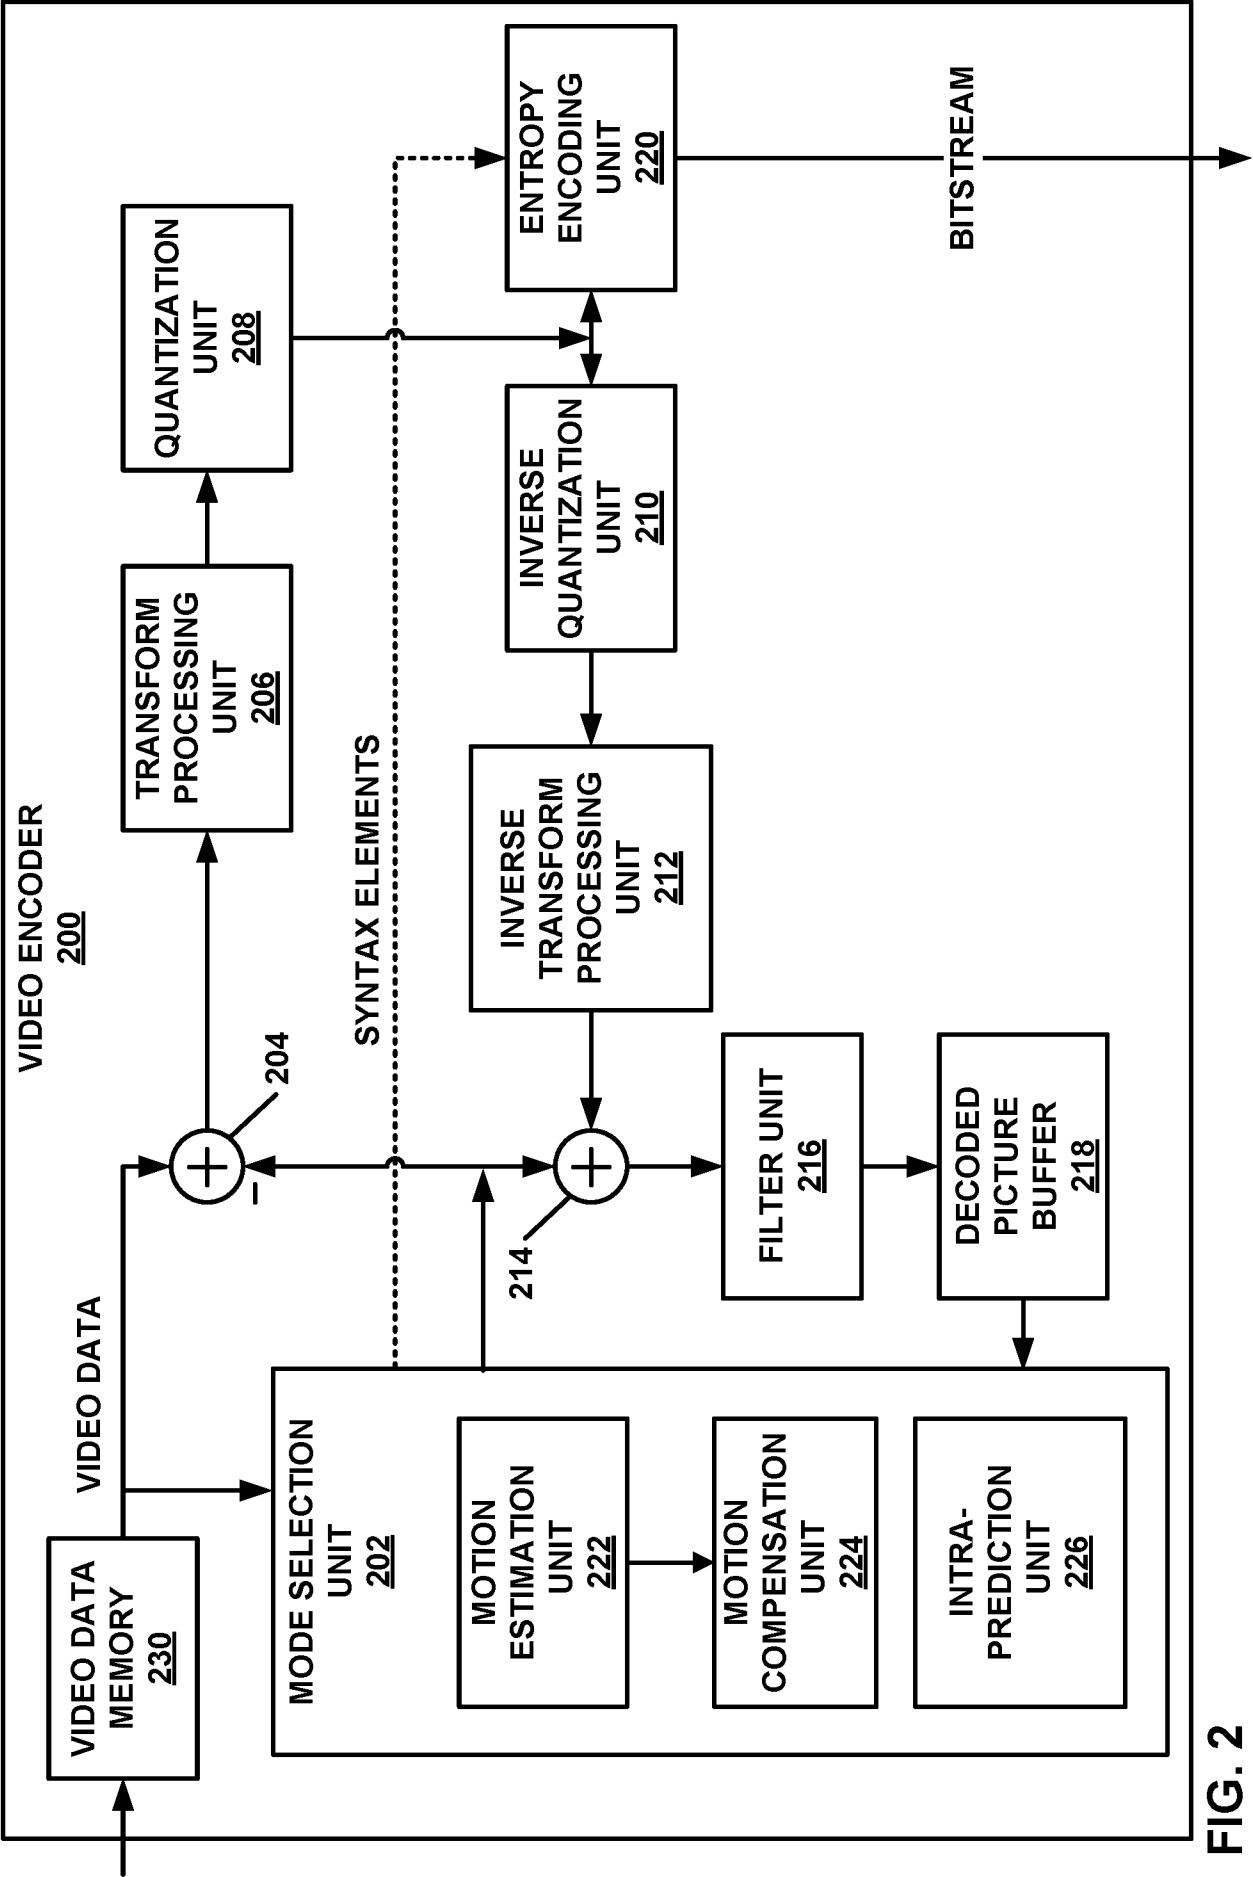 VIDEO ENCODER
200
VIDEO DATA
MEMORY
230
VIDEO DATA
204
-
TRANSFORM
PROCESSING
UNIT
206
QUANTIZATION
UNIT
208
SYNTAX ELEMENTS
MODE SELECTION
UNIT
202
MOTION
ESTIMATION
UNIT
222
MOTION
COMPENSATION
UNIT
224
INTRA-
PREDICTION
UNIT
226
214
INVERSE
TRANSFORM
PROCESSING
UNIT
212
INVERSE
QUANTIZATION
UNIT
210
ENTROPY
ENCODING
UNIT
220
FILTER UNIT
216
DECODED
PICTURE
BUFFER
218
BITSTREAM
FIG. 2